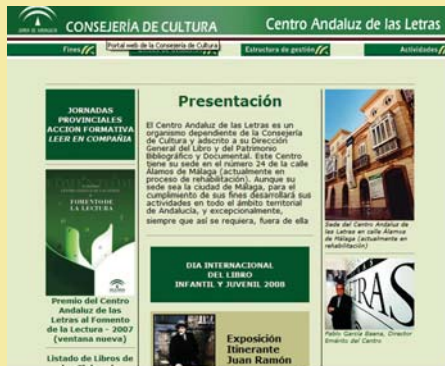 CONSEJERÍA DE CULTURA
Centro Andaluz de las Letras
Fines
Portal web de la Consejería de Cultura
Estructura de gestión
Actividades
JORNADAS
PROVINCIALES
ACCION FORMATIVA
LEER EN COMPAÑIA
FOMENTO DE
LA LECTURA
Premio del Centro
Andaluz de las
Letras al Fomento
de la Lectura - 2007
(ventana nueva)
Listado de Libros de
Presentación
El Centro Andaluz de las Letras es un
organismo dependiente de la Consejería
de Cultura y adscrito a su Dirección
General del Libro y del Patrimonio
Bibliográfico y Documental. Este Centro
tiene su sede en el número 24 de la calle
Álamos de Málaga (actualmente en
proceso de rehabilitación). Aunque su
sede sea la ciudad de Málaga, para el
cumplimiento de sus fines desarrollará sus
actividades en todo el ámbito territorial
de Andalucía, y excepcionalmente,
siempre que así se requiera, fuera de ella
DIA INTERNACIONAL
DEL LIBRO
INFANTIL Y JUVENIL 2008
Exposición
Itinerante
Juan Ramón
Sede del Centro Andaluz de
las Letras en calle Álamos
de Málaga (actualmente en
rehabilitación)
RAS
Pablo García Baena, Director
Emérito del Centro